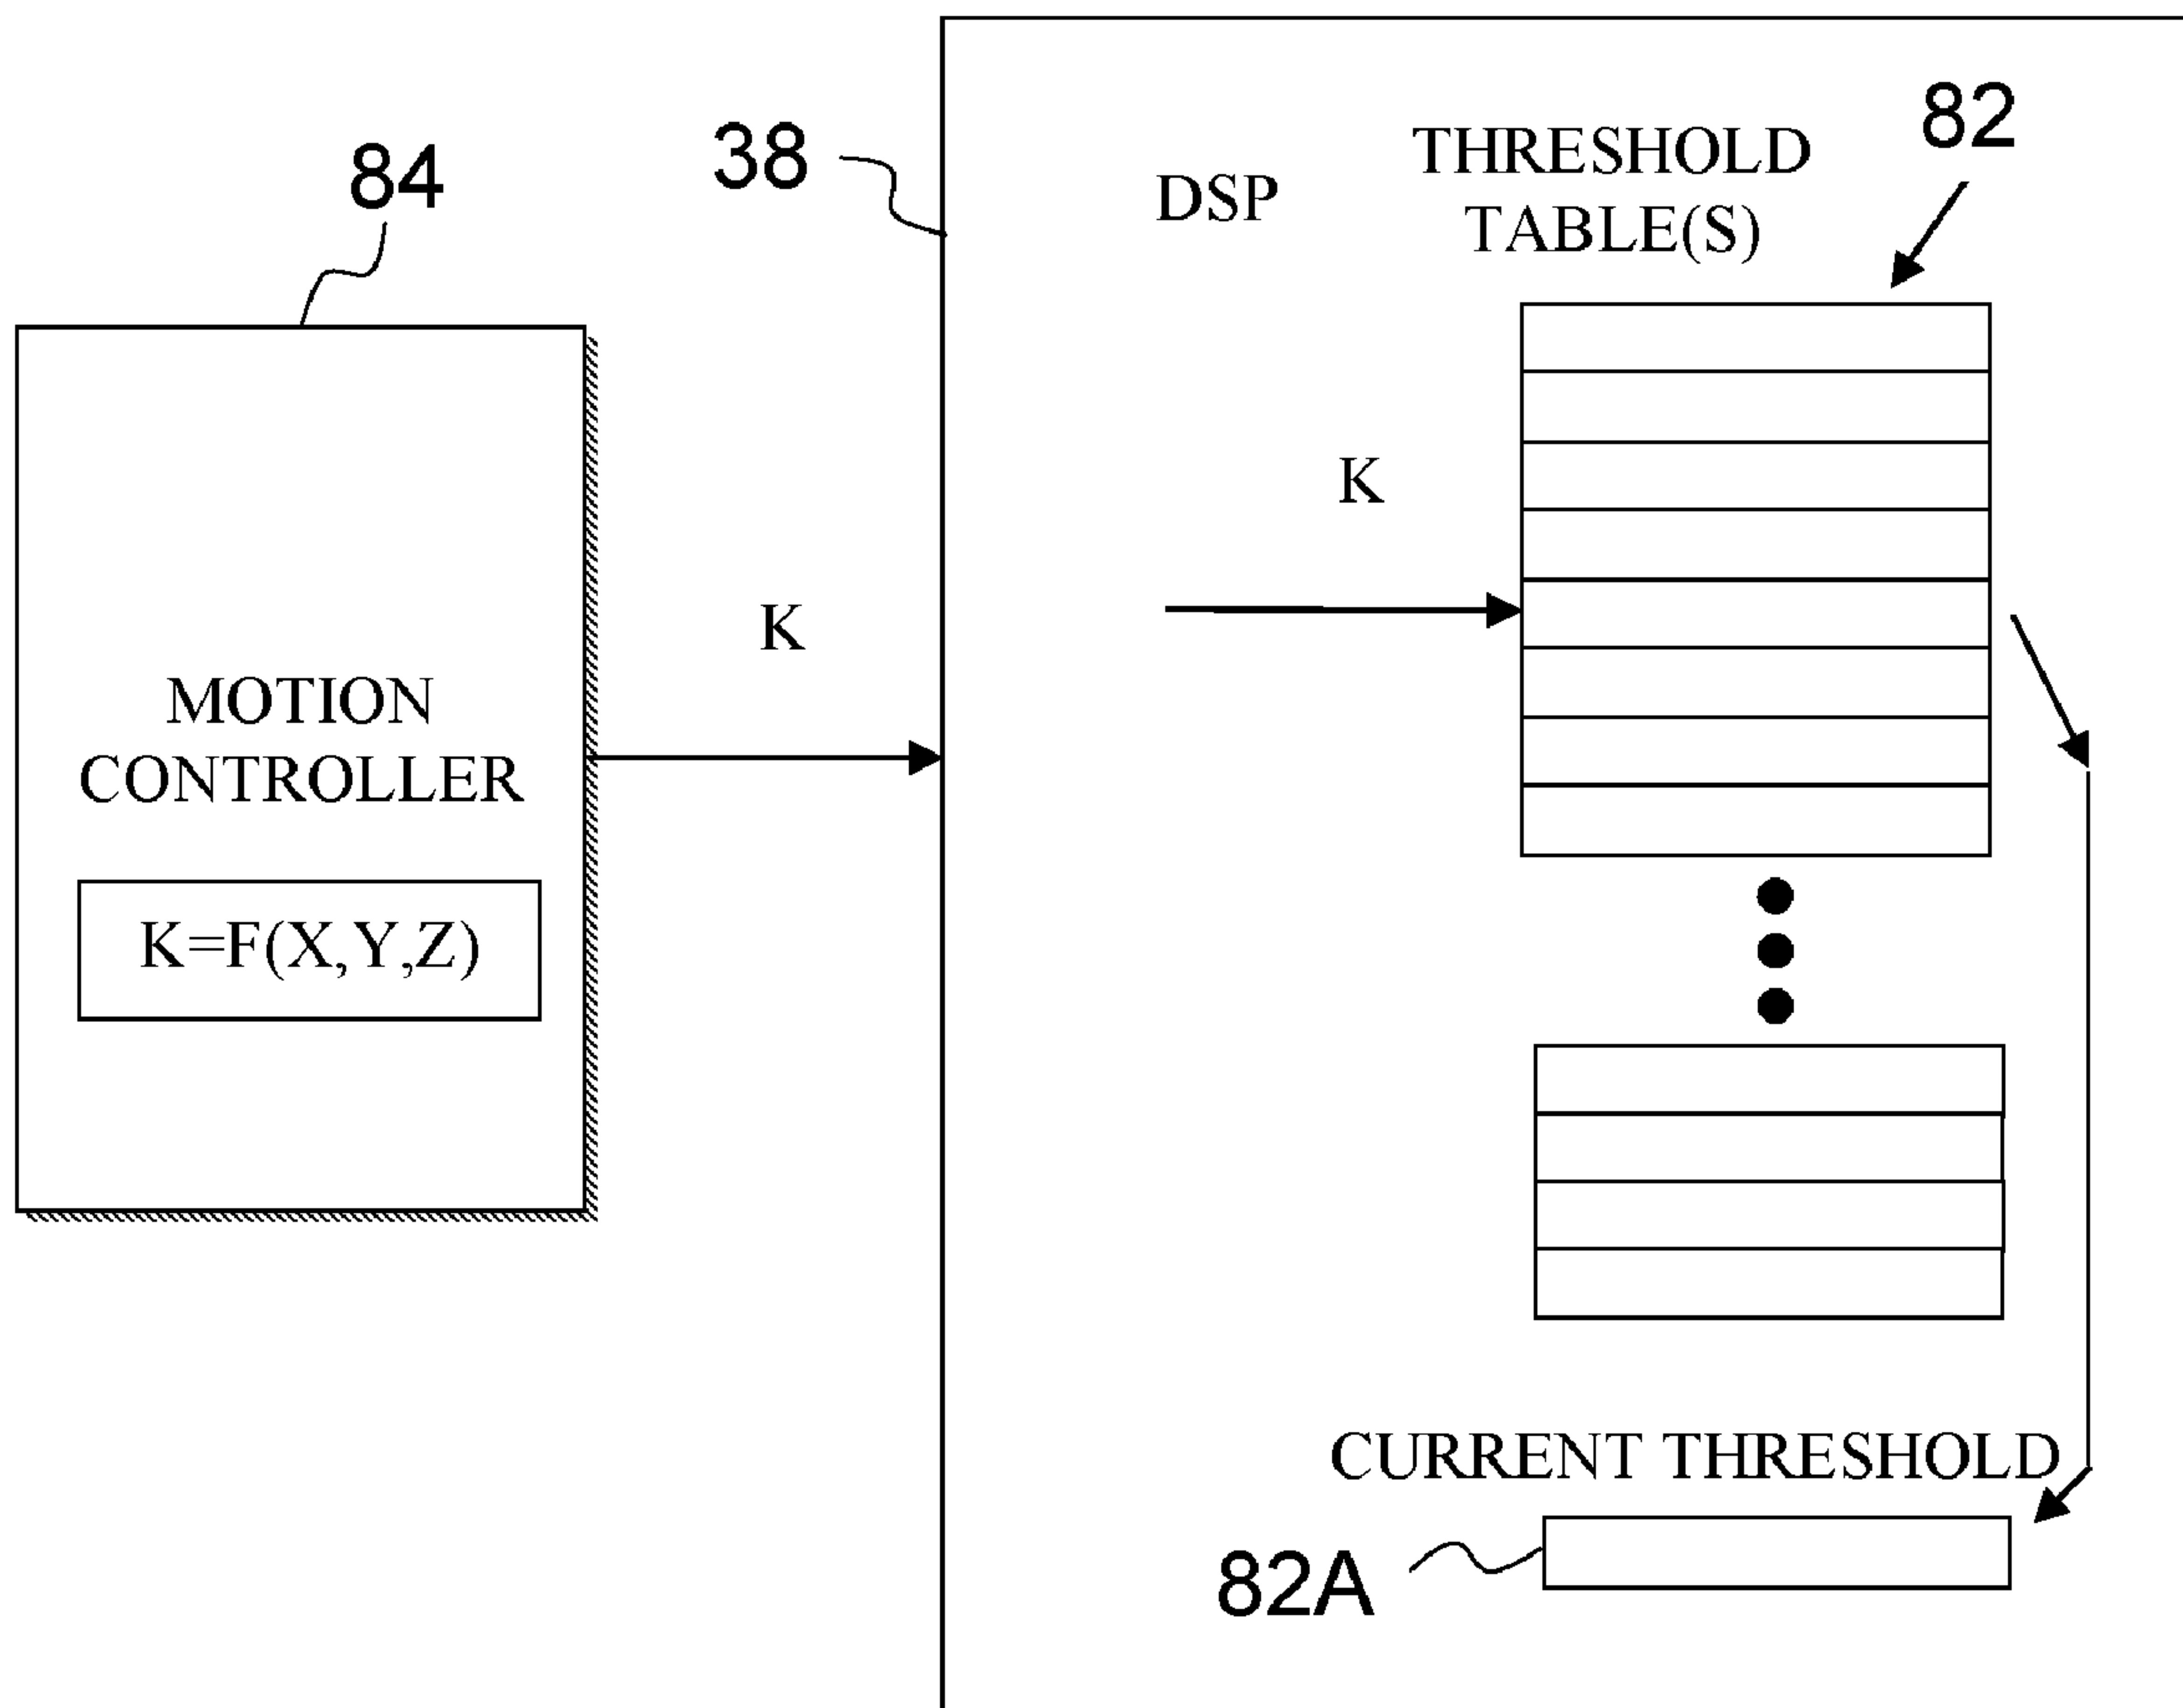 84
38
82
DSP
THRESHOLD
TABLE(S)
K
K
MOTION
CONTROLLER
K=F(X,Y,Z)
CURRENT THRESHOLD
82A